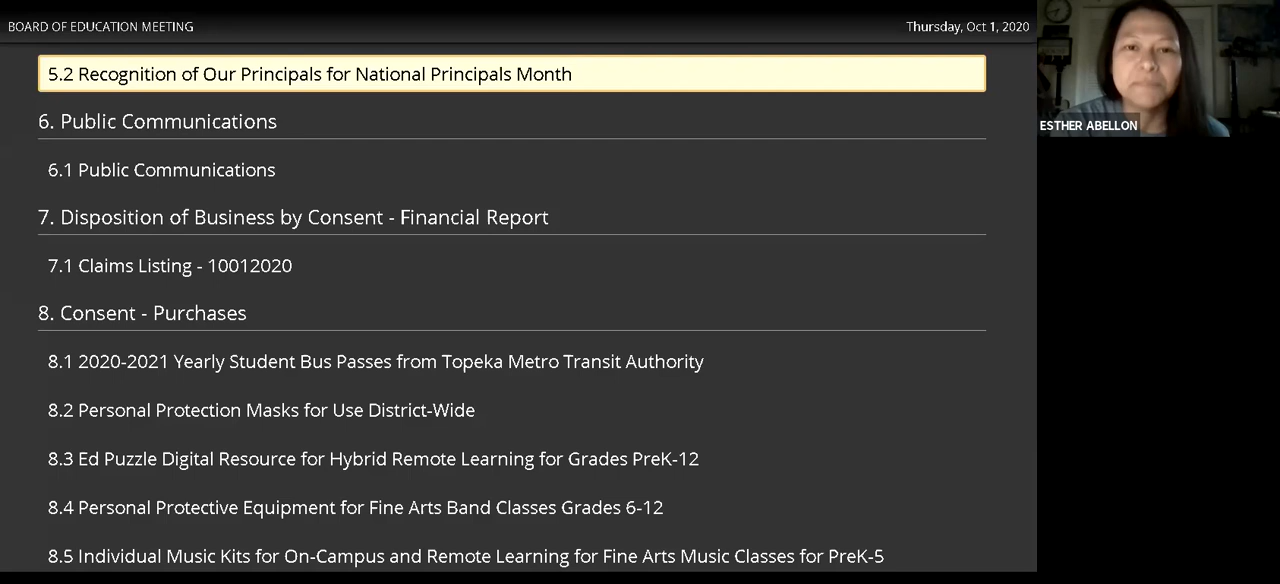 BOARD OF EDUCATION MEETING
Thursday, Oct 1, 2020
5.2 Recognition of Our Principals for National Principals Month
6. Public Communications
6.1 Public Communications
7. Disposition of Business by Consent - Financial Report
7.1 Claims Listing - 10012020
8. Consent - Purchases
8.1 2020-2021 Yearly Student Bus Passes from Topeka Metro Transit Authority
8.2 Personal Protection Masks for Use District-Wide
8.3 Ed Puzzle Digital Resource for Hybrid Remote Learning for Grades PreK-12
8.4 Personal Protective Equipment for Fine Arts Band Classes Grades 6-12
8.5 Individual Music Kits for On-Campus and Remote Learning for Fine Arts Music Classes for PreK-5
ESTHER ABELLON